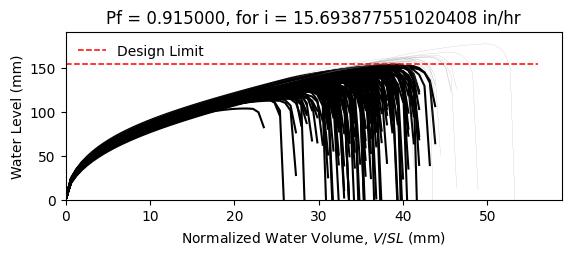 Pf = 0.915000, for i = 15.693877551020408 in/hr
Design Limit
Water Level (mm)
150
100
50
0
0 10 20 30 40 50
Normalized Water Volume, V/SL (mm)